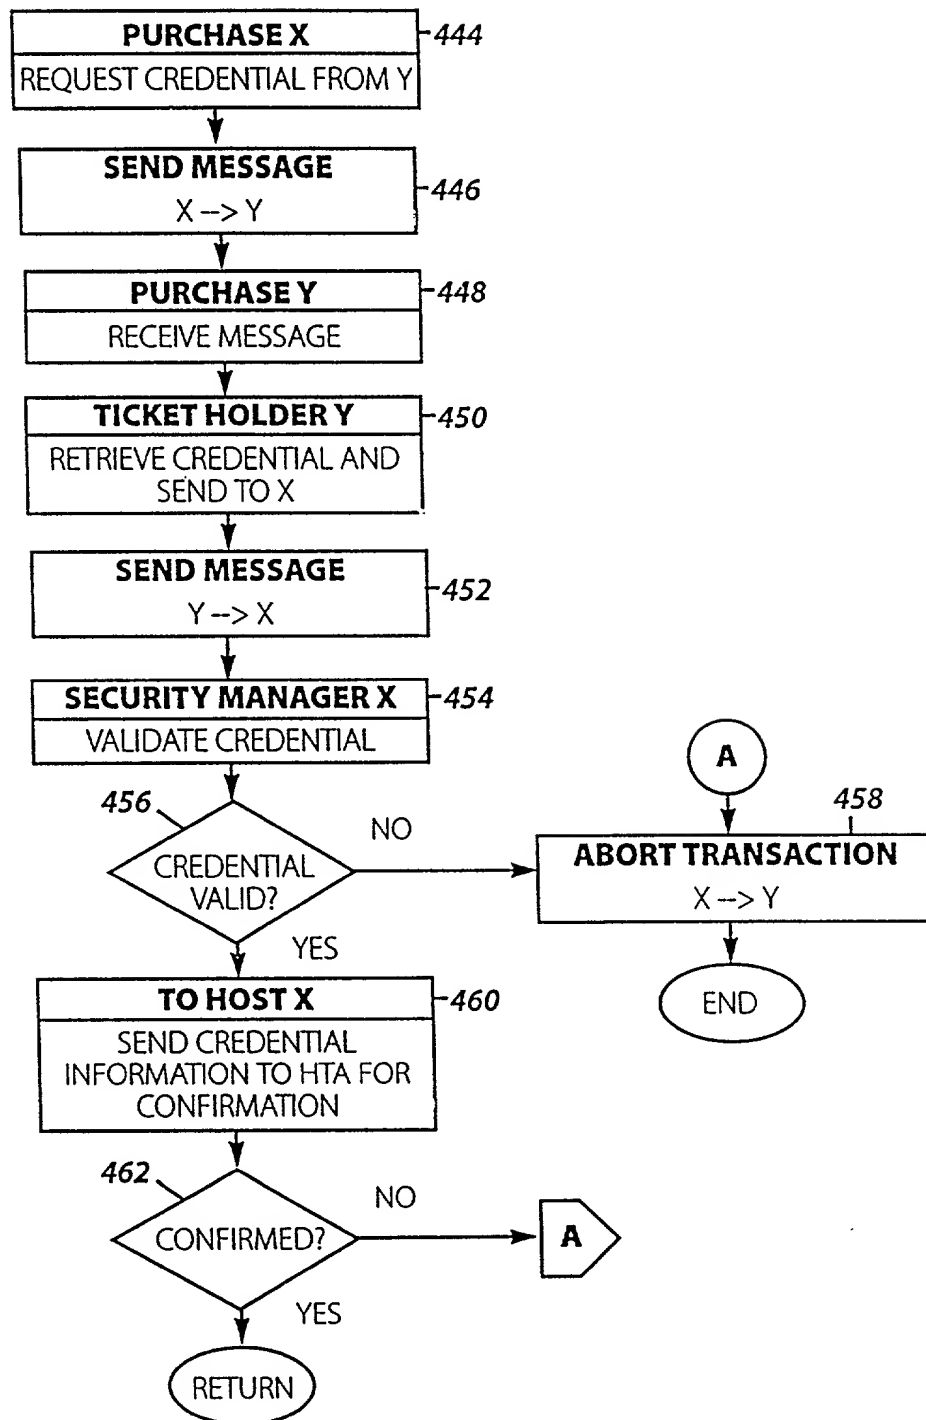 PURCHASE X
444
REQUEST CREDENTIAL FROM Y
SEND MESSAGE
446
X --> Y
PURCHASE Y
448
RECEIVE MESSAGE
TICKET HOLDER Y
450
RETRIEVE CREDENTIAL AND
SEND TO X
SEND MESSAGE
452
Y --> X
SECURITY MANAGER X
454
VALIDATE CREDENTIAL
456
NO
CREDENTIAL
VALID?
YES
A
458
ABORT TRANSACTION
X --> Y
END
TO HOST X
460
SEND CREDENTIAL
INFORMATION TO HTA FOR
CONFIRMATION
462
NO
CONFIRMED?
A
YES
RETURN